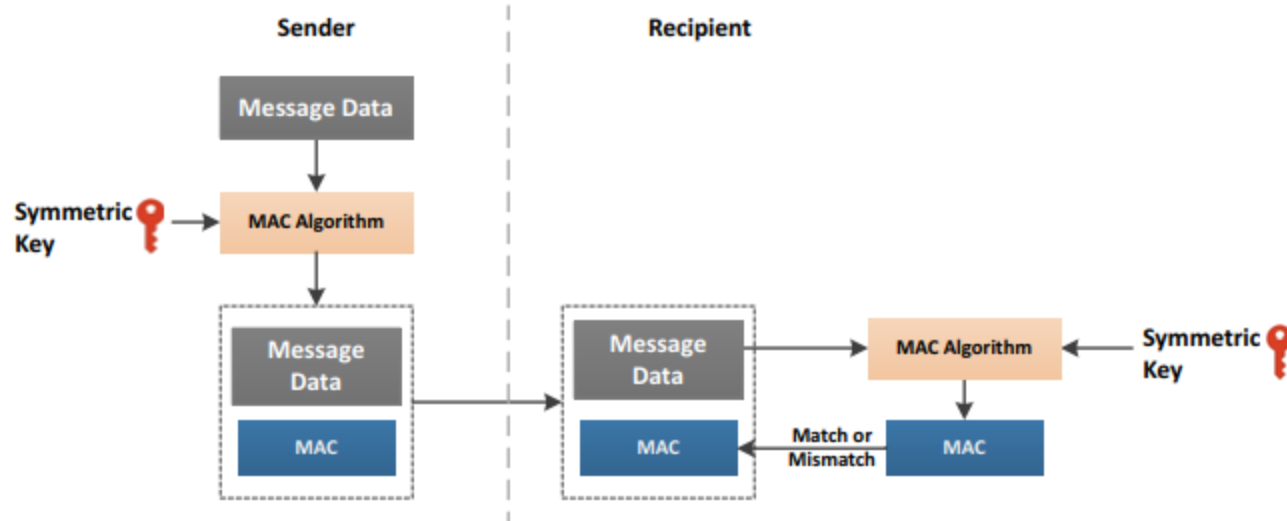 Sender
Recipient
Message Data
Symmetric
Key
MAC Algorithm
Message
Data
MAC
Message
Data
MAC
MAC Algorithm
Symmetric
Key
Match or
Mismatch
MAC